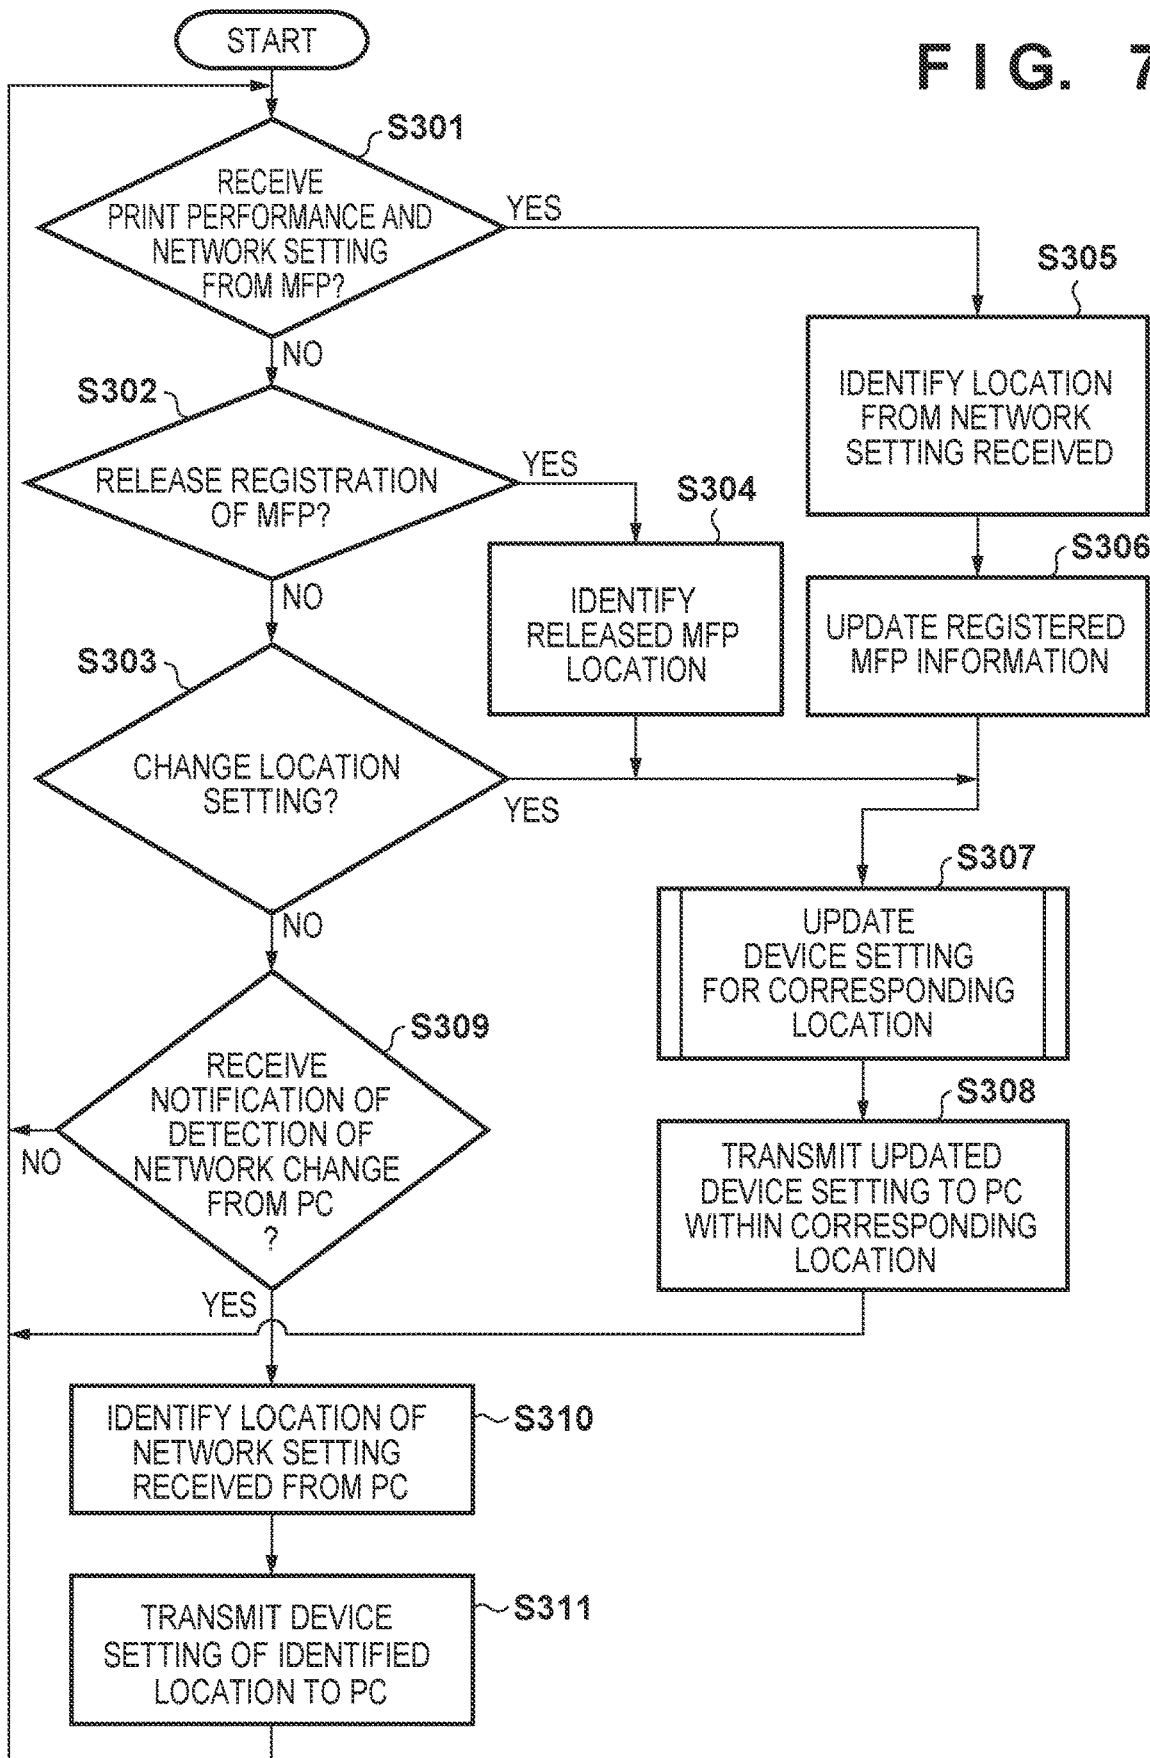 START
FIG. 7
S301
RECEIVE
PRINT PERFORMANCE AND
NETWORK SETTING
FROM MFP?
YES
NO
S305
IDENTIFY LOCATION
FROM NETWORK
SETTING RECEIVED
S302
RELEASE REGISTRATION
OF MFP?
YES
NO
S304
IDENTIFY
RELEASED MFP
LOCATION
S306
UPDATE REGISTERED
MFP INFORMATION
S303
CHANGE LOCATION
SETTING?
YES
NO
S307
UPDATE
DEVICE SETTING
FOR CORRESPONDING
LOCATION
S309
RECEIVE
NOTIFICATION OF
DETECTION OF
NETWORK CHANGE
FROM PC
?
NO
YES
S308
TRANSMIT UPDATED
DEVICE SETTING TO PC
WITHIN CORRESPONDING
LOCATION
S310
IDENTIFY LOCATION OF
NETWORK SETTING
RECEIVED FROM PC
S311
TRANSMIT DEVICE
SETTING OF IDENTIFIED
LOCATION TO PC